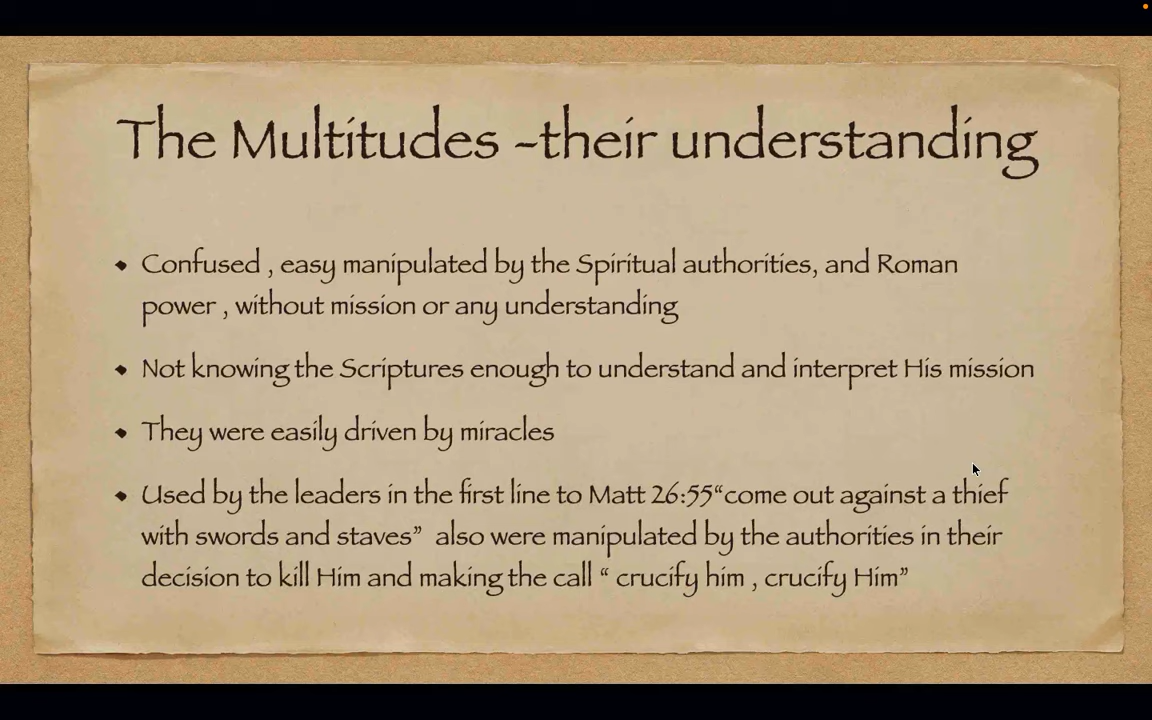 The Multitudes -their understanding
• Confused , easy manipulated by the Spiritual authorities, and Roman
power , without mission or any understanding
• Not knowing the Scriptures enough to understand and interpret His mission
• They were easily driven by miracles
• Used by the leaders in the first line to Matt 26:55“come out against a thief
with swords and staves” also were manipulated by the authorities in their
decision to kill Him and making the call “ crucify him , crucify Him”